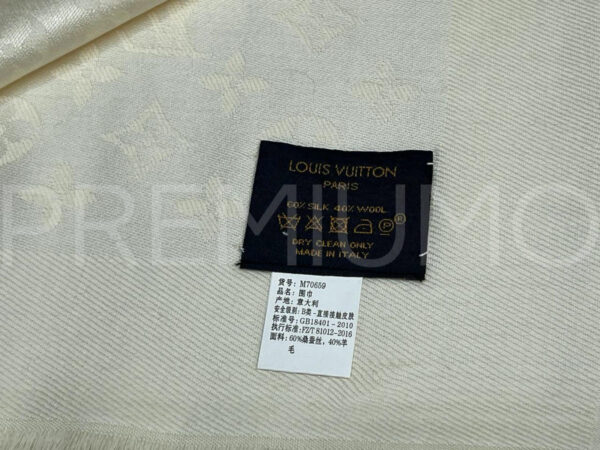 PREMIUMO
LOUIS VUITTON
PARIS
60% SILK 40% WOOL
P ®
DRY CLEAN ONLY
MADE IN ITALY
货号: M70659
品名: 围巾
产地: 意大利
安全级别: B类-直接接触皮肤
标准号: GB18401-2010
执行标准: FZ/T 81012-2016
面料: 60%桑蚕丝, 40%羊
毛